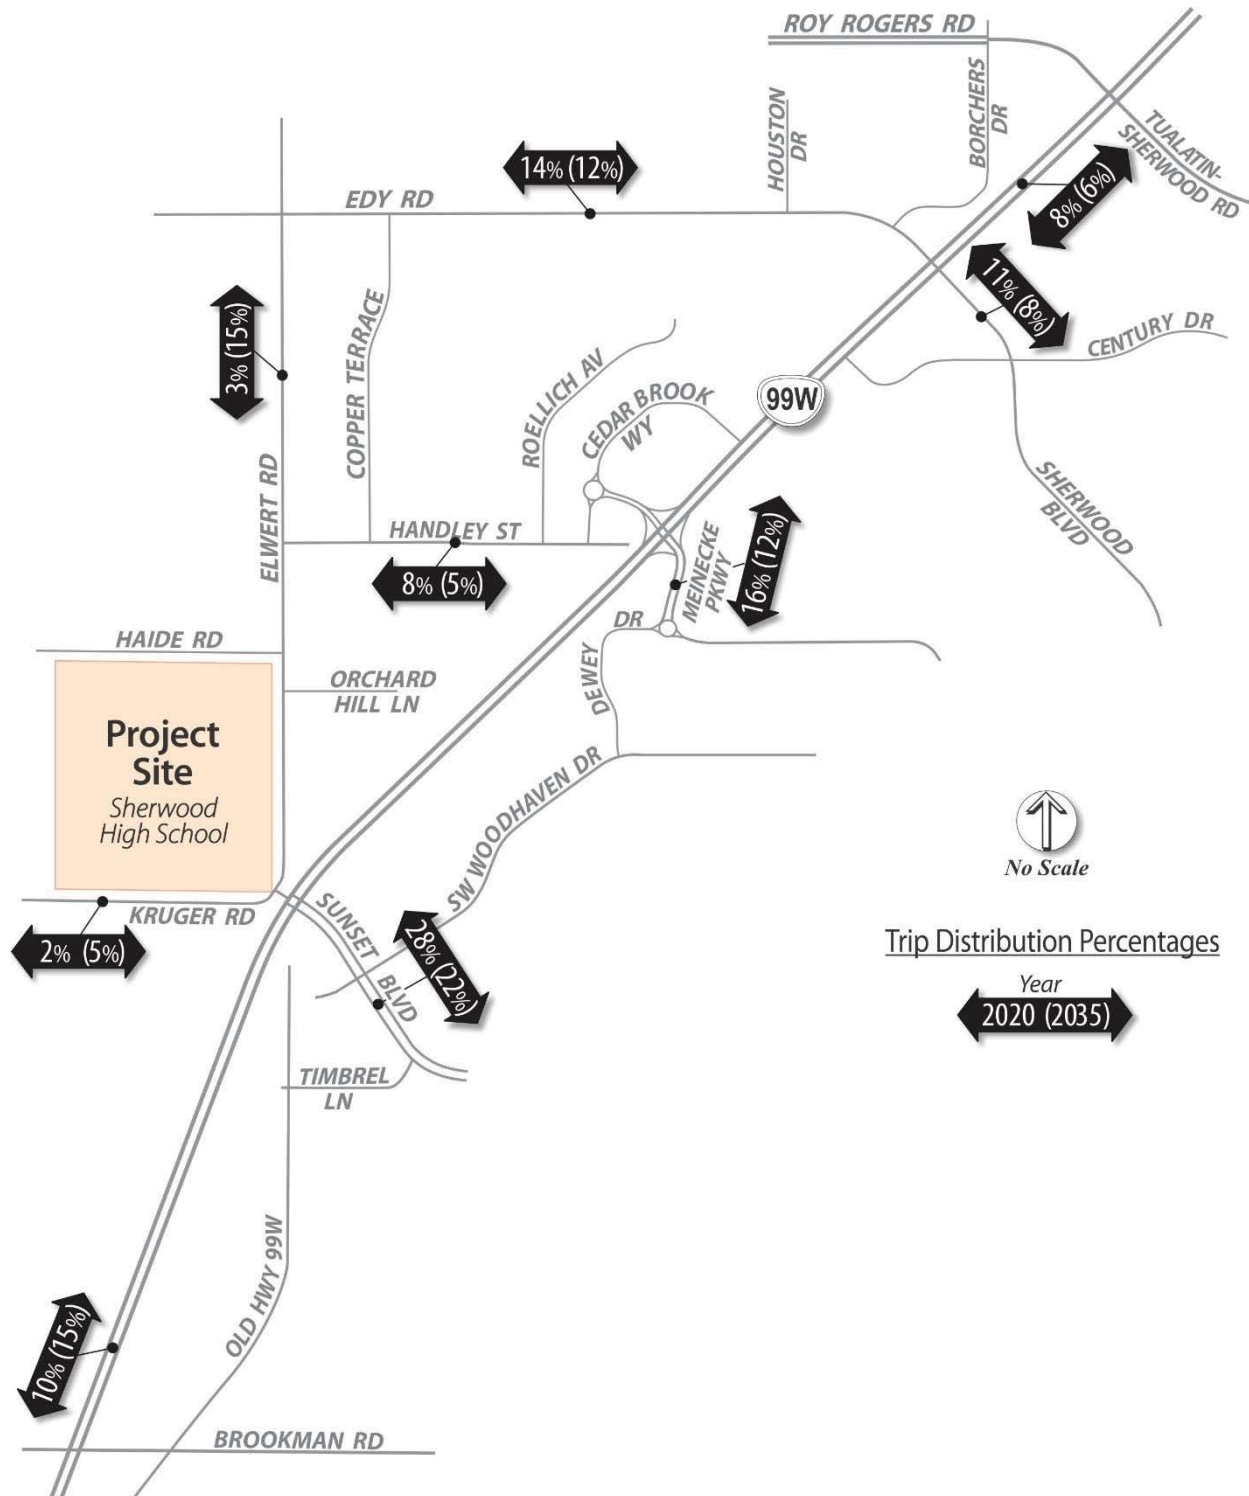 ROY ROGERS RD
HOUSTON
DR
BORCHERS
DR
TUALATIN-
SHERWOOD RD
14% (12%)
8% (6%)
EDY RD
11% (8%)
3% (15%)
COPPER TERRACE
CENTURY DR
ROELLICH AV
CEDAR BROOK
WY
99W
ELWERT RD
SHERWOOD
BLVD
HANDLEY ST
8% (5%)
MEINECKE
PKWY
16% (12%)
HAIDE RD
DR
DEWEY
ORCHARD
HILL LN
Project
Site
Sherwood
High School
SW WOODHAVEN DR
No Scale
KRUGER RD
SUNSET
BLVD
2% (5%)
28% (22%)
Trip Distribution Percentages
Year
2020 (2035)
TIMBREL
LN
OLD HWY 99W
10% (15%)
BROOKMAN RD